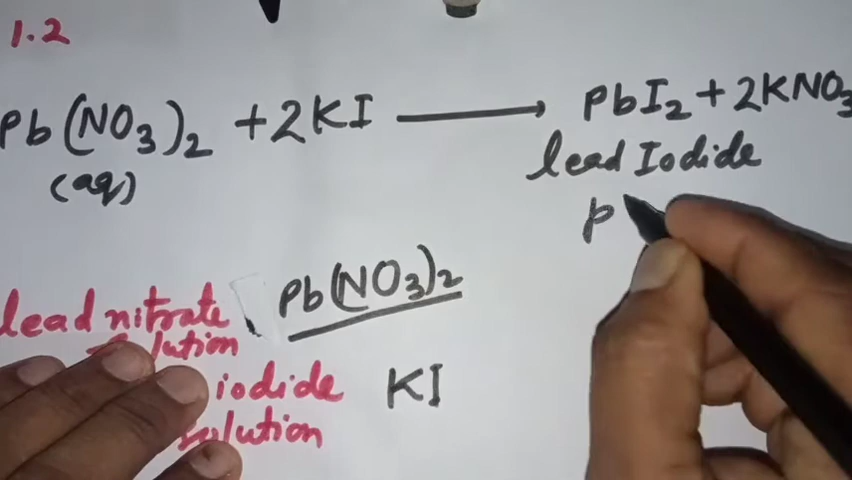 1.2
Pb(NO₃)₂ + 2KI ⟶ PbI₂ + 2KNO₃
(aq)
lead Iodide
p
lead nitrate
Pb(NO₃)₂
iodide
KI
solution